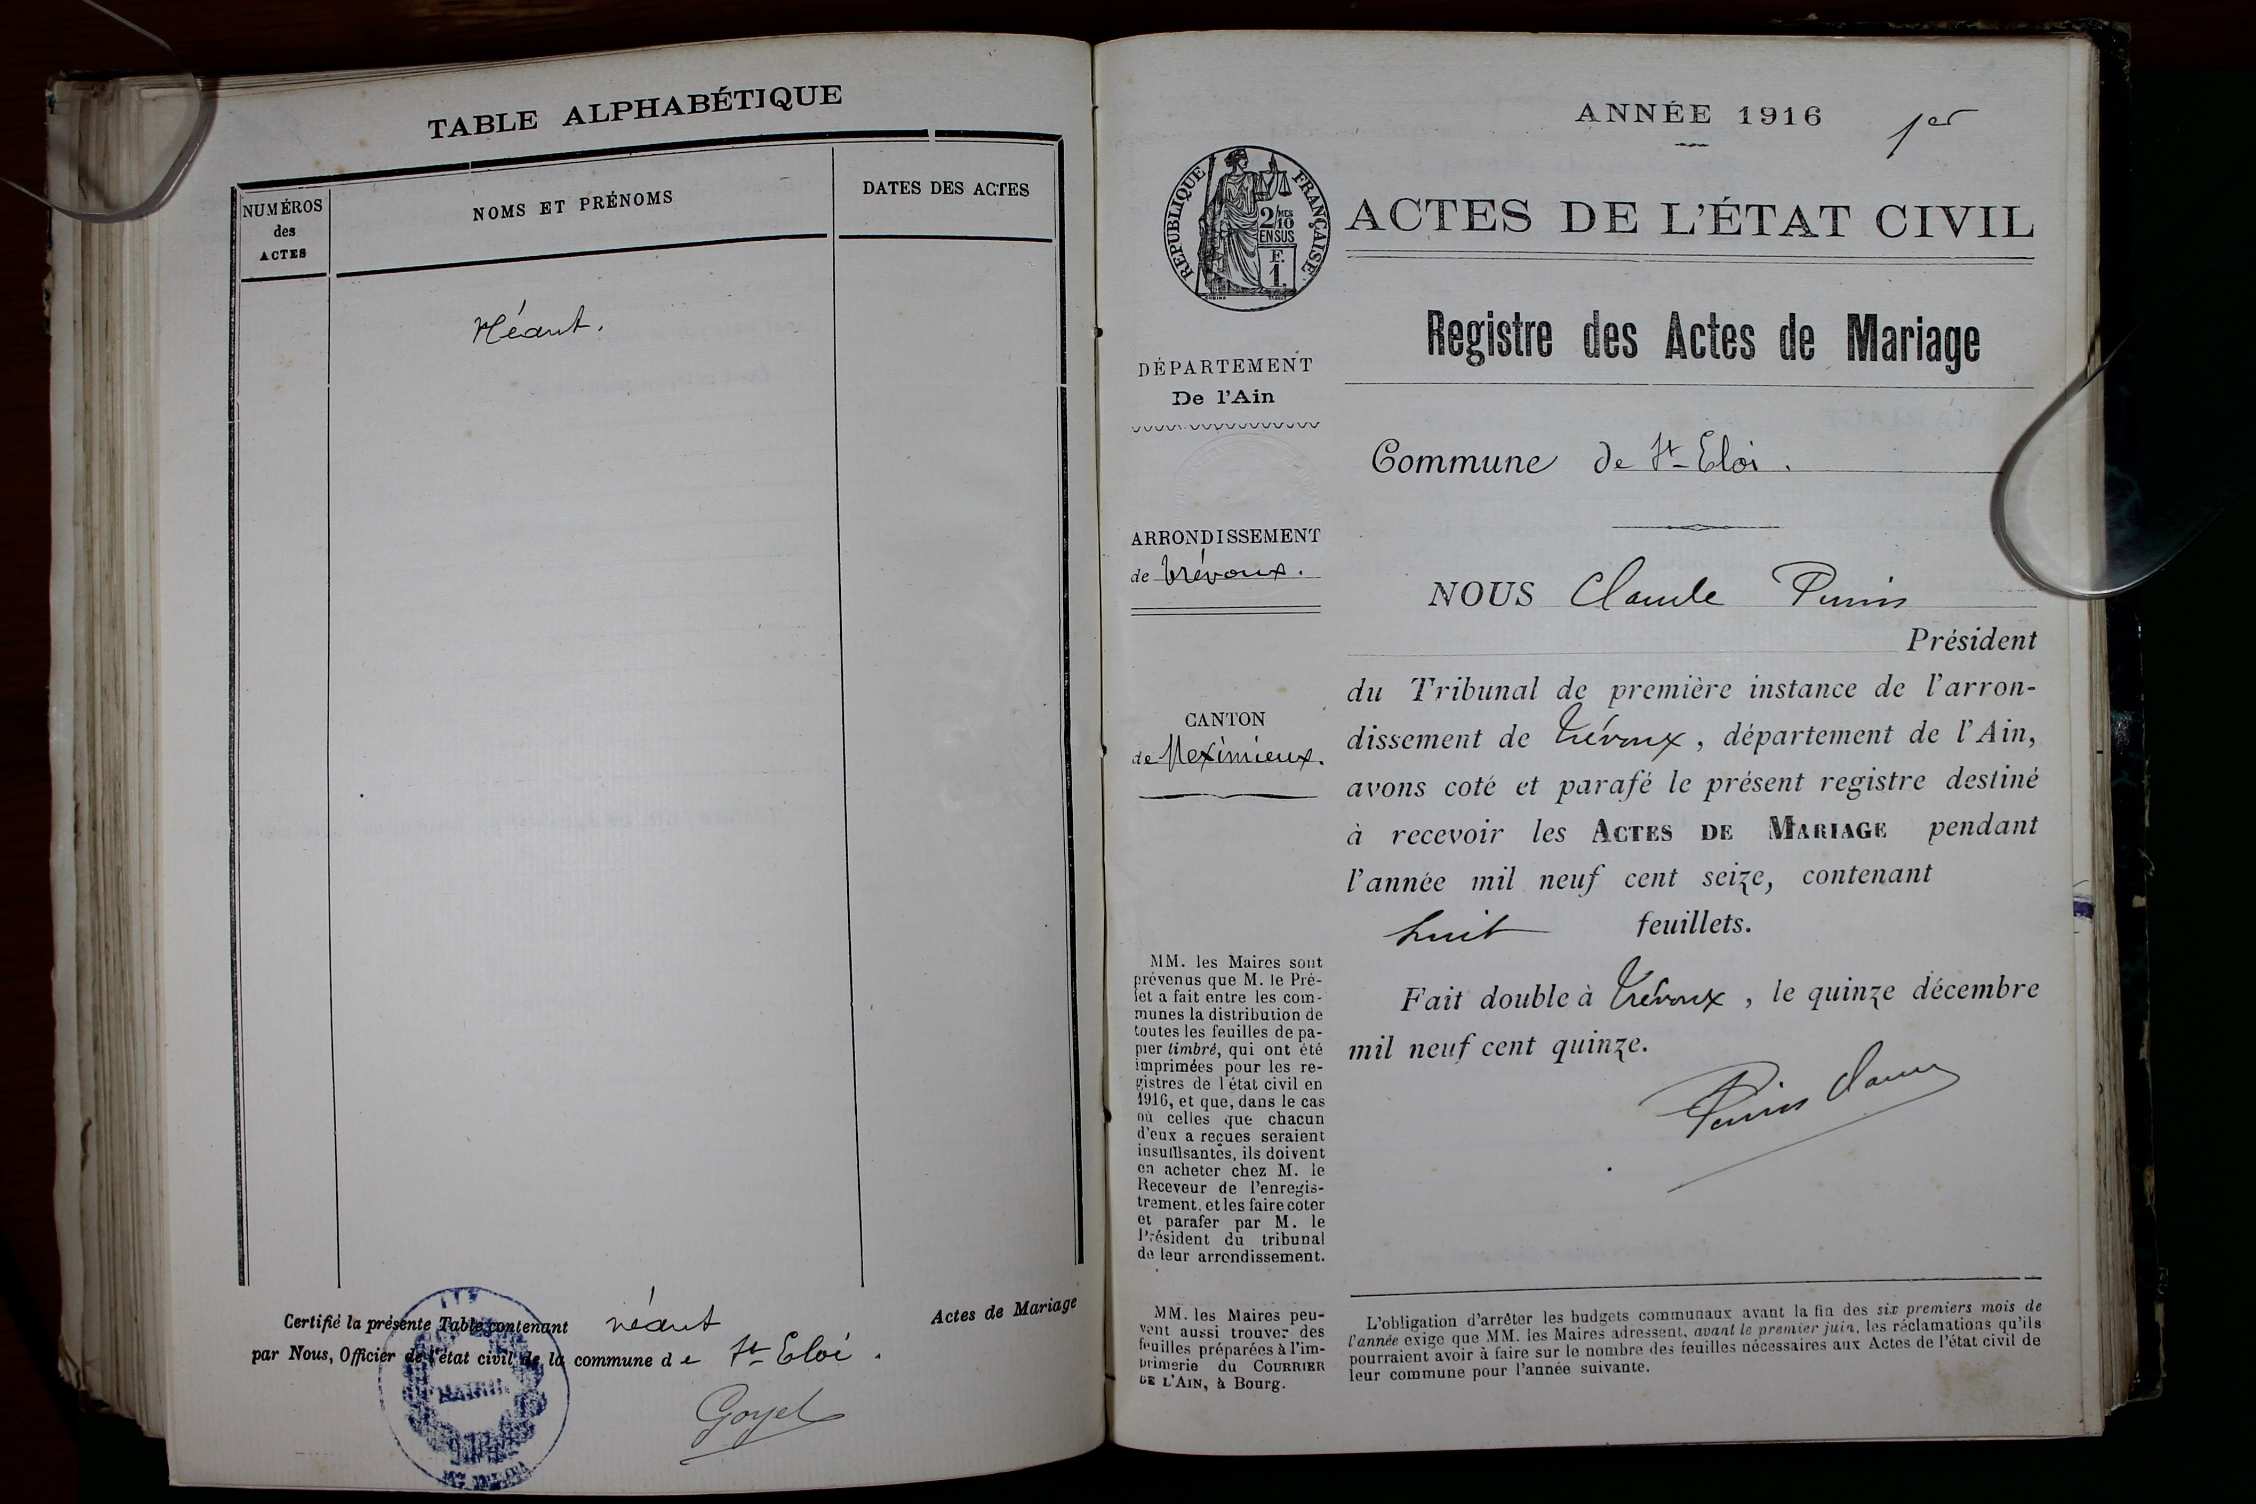 TABLE ALPHABÉTIQUE
NUMÉROS
des
ACTES
NOMS ET PRÉNOMS
DATES DES ACTES
Néant.
Certifié la présente Table contenant néant Actes de Mariage
par Nous, Officier de l'état civil de la commune de St-Eloi.
MAIRIE
Goyet
ANNÉE 1916
1er
RÉPUBLIQUE FRANÇAISE
2/10MES
EN SUS
F.
1.
ACTES DE L'ÉTAT CIVIL
Registre des Actes de Mariage
DÉPARTEMENT
De l'Ain
ARRONDISSEMENT
de Trévoux.
CANTON
de Meximieux.
MM. les Maires sont
prévenus que M. le Pré-
fet a fait entre les com-
munes la distribution de
toutes les feuilles de pa-
pier timbré, qui ont été
imprimées pour les re-
gistres de l'état civil en
1916, et que, dans le cas
où celles que chacun
d'eux a reçues seraient
insuffisantes, ils doivent
en acheter chez M. le
Receveur de l'enregis-
trement, et les faire coter
et parafer par M. le
Président du tribunal
de leur arrondissement.
MM. les Maires peu-
vent aussi trouver des
feuilles préparées à l'im-
primerie du COURRIER
DE L'AIN, à Bourg.
Commune de St-Eloi.
NOUS Claude
Président
du Tribunal de première instance de l'arron-
dissement de Trévoux, département de l'Ain,
avons coté et parafé le présent registre destiné
à recevoir les ACTES DE MARIAGE pendant
l'année mil neuf cent seize, contenant
huit feuillets.
Fait double à Trévoux, le quinze décembre
mil neuf cent quinze.
L'obligation d'arrêter les budgets communaux avant la fin des six premiers mois de
l'année exige que MM. les Maires adressent, avant le premier juin, les réclamations qu'ils
pourraient avoir à faire sur le nombre des feuilles nécessaires aux Actes de l'état civil de
leur commune pour l'année suivante.